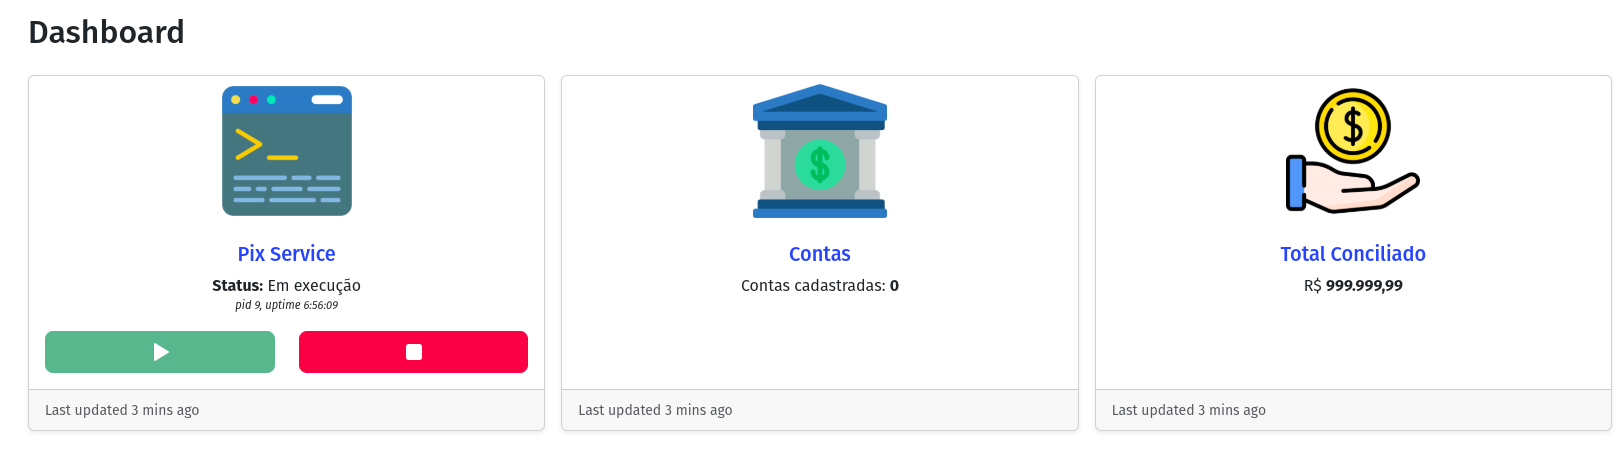 Dashboard
Pix Service
Status: Em execução
pid 9, uptime 6:56:09
Last updated 3 mins ago
Contas
Contas cadastradas: 0
Last updated 3 mins ago
Total Conciliado
R$ 999.999,99
Last updated 3 mins ago